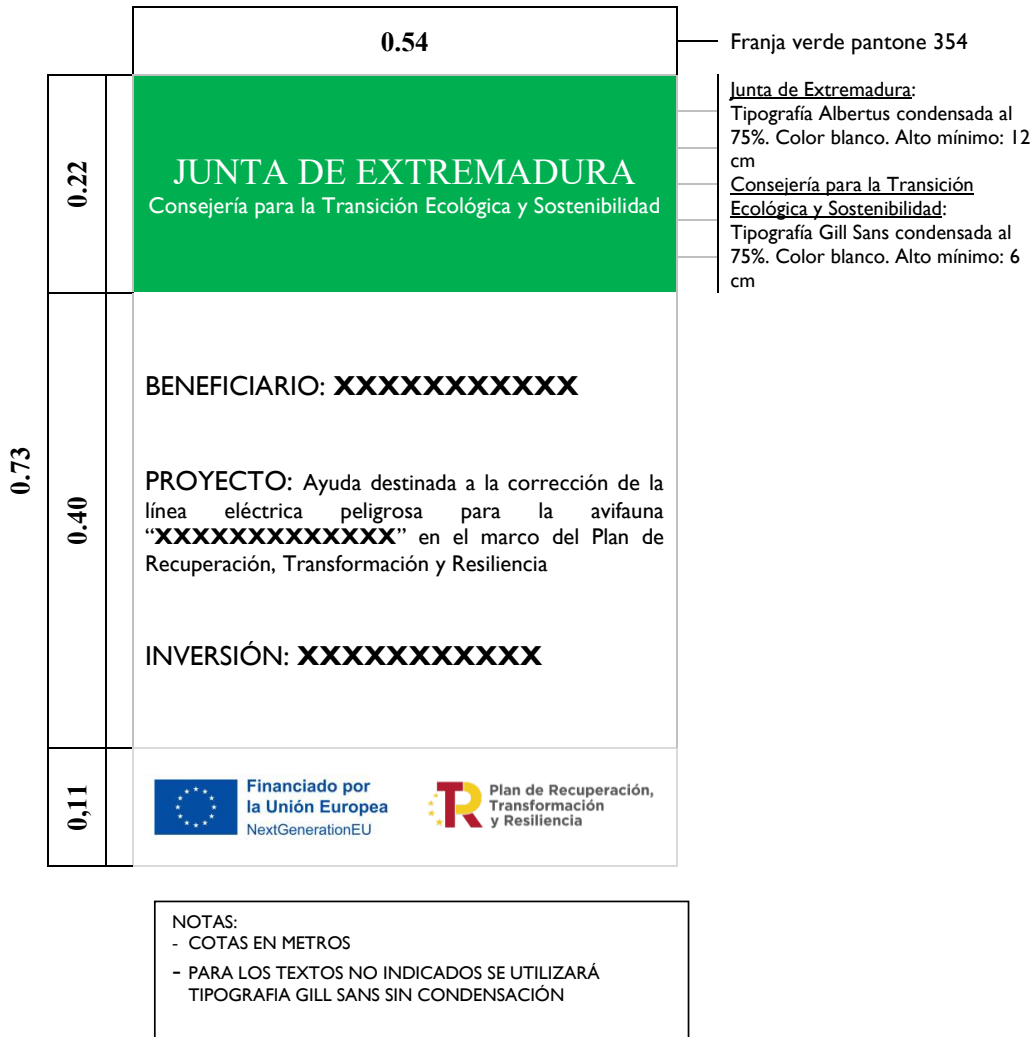 0.54
Franja verde pantone 354
0.73
0.22
JUNTA DE EXTREMADURA
Consejería para la Transición Ecológica y Sostenibilidad
Junta de Extremadura:
Tipografía Albertus condensada al
75%. Color blanco. Alto mínimo: 12
cm
Consejería para la Transición
Ecológica y Sostenibilidad:
Tipografía Gill Sans condensada al
75%. Color blanco. Alto mínimo: 6
cm
0.40
BENEFICIARIO: XXXXXXXXXXX
PROYECTO: Ayuda destinada a la corrección de la
línea eléctrica peligrosa para la avifauna
“XXXXXXXXXXXXX” en el marco del Plan de
Recuperación, Transformación y Resiliencia
INVERSIÓN: XXXXXXXXXXX
0,11
Financiado por
la Unión Europea
NextGenerationEU
Plan de Recuperación,
Transformación
y Resiliencia
NOTAS:
- COTAS EN METROS
- PARA LOS TEXTOS NO INDICADOS SE UTILIZARÁ
TIPOGRAFIA GILL SANS SIN CONDENSACIÓN